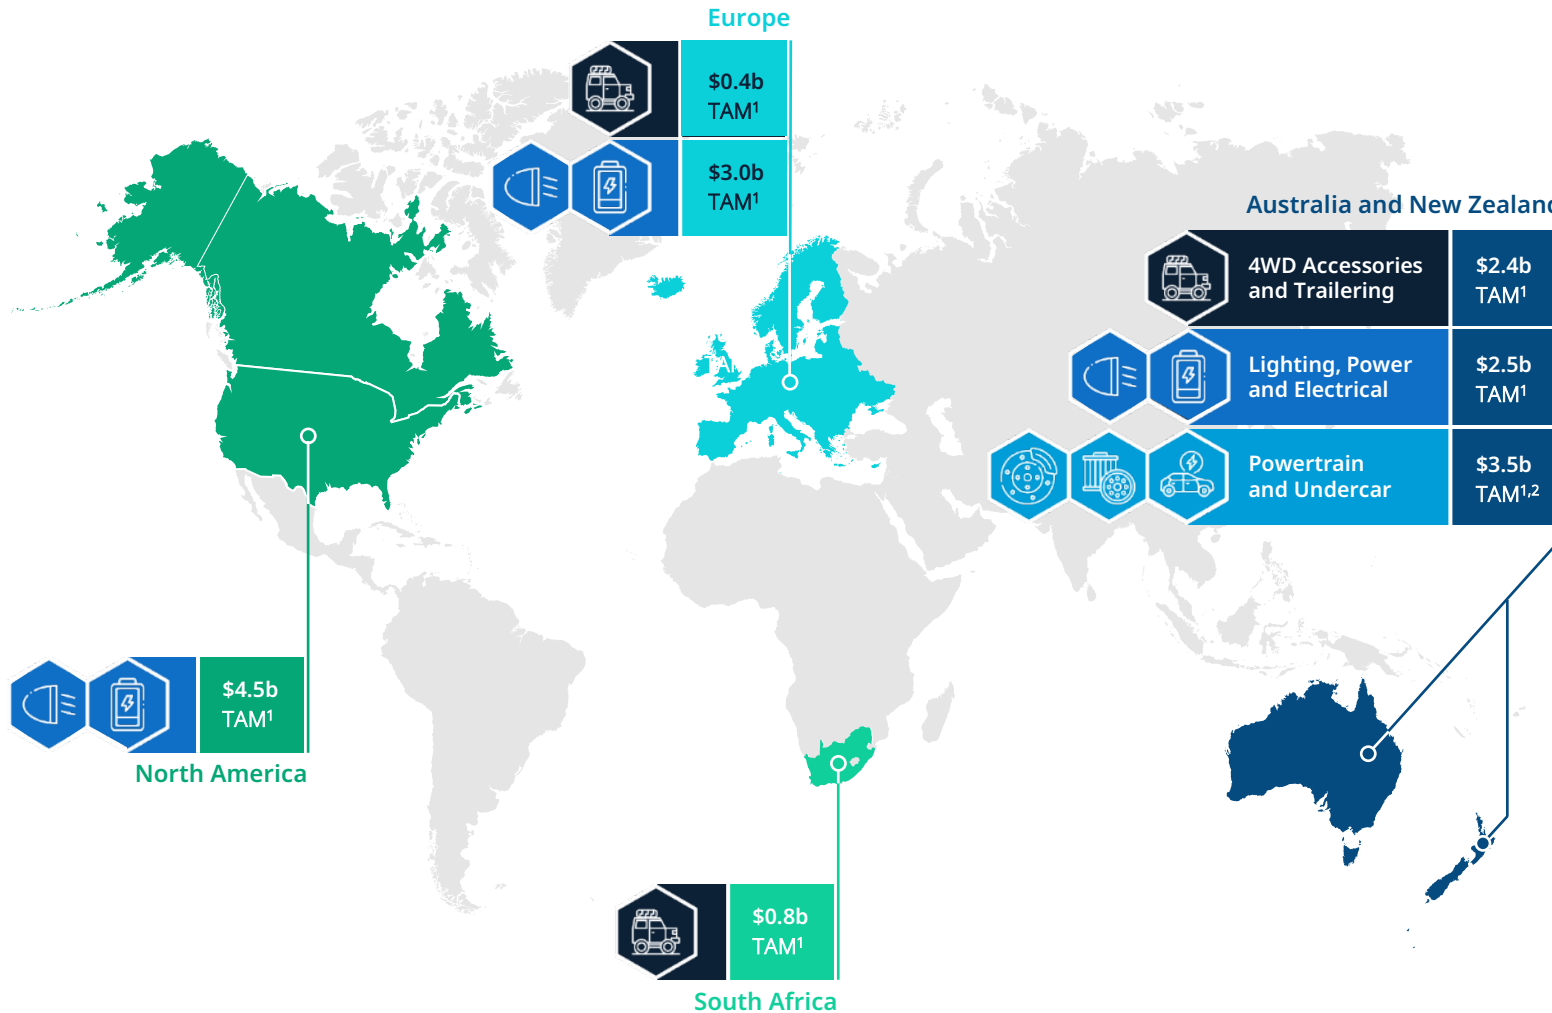 Europe
$0.4b
TAM¹
$3.0b
TAM¹
Australia and New Zealand
4WD Accessories
and Trailering
$2.4b
TAM¹
Lighting, Power
and Electrical
$2.5b
TAM¹
Powertrain
and Undercar
$3.5b
TAM¹,²
$4.5b
TAM¹
North America
$0.8b
TAM¹
South Africa